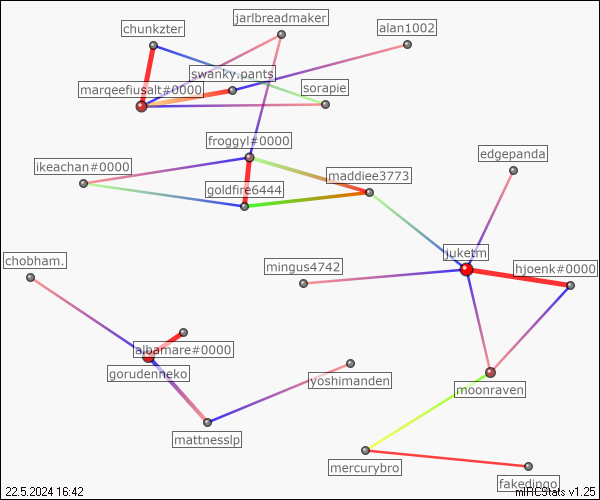 jarlbreadmaker
chunkzter
alan1002
swanky.pants
marqeefiusalt#0000
sorapie
froggyl#0000
edgepanda
ikeachan#0000
maddiee3773
goldfire6444
juketm
chobham.
mingus4742
hjoenk#0000
albamare#0000
gorudenneko
yoshimanden
moonraven
mattnesslp
mercurybro
fakedipgo
22.5.2024 16:42
mIRCStats v1.25